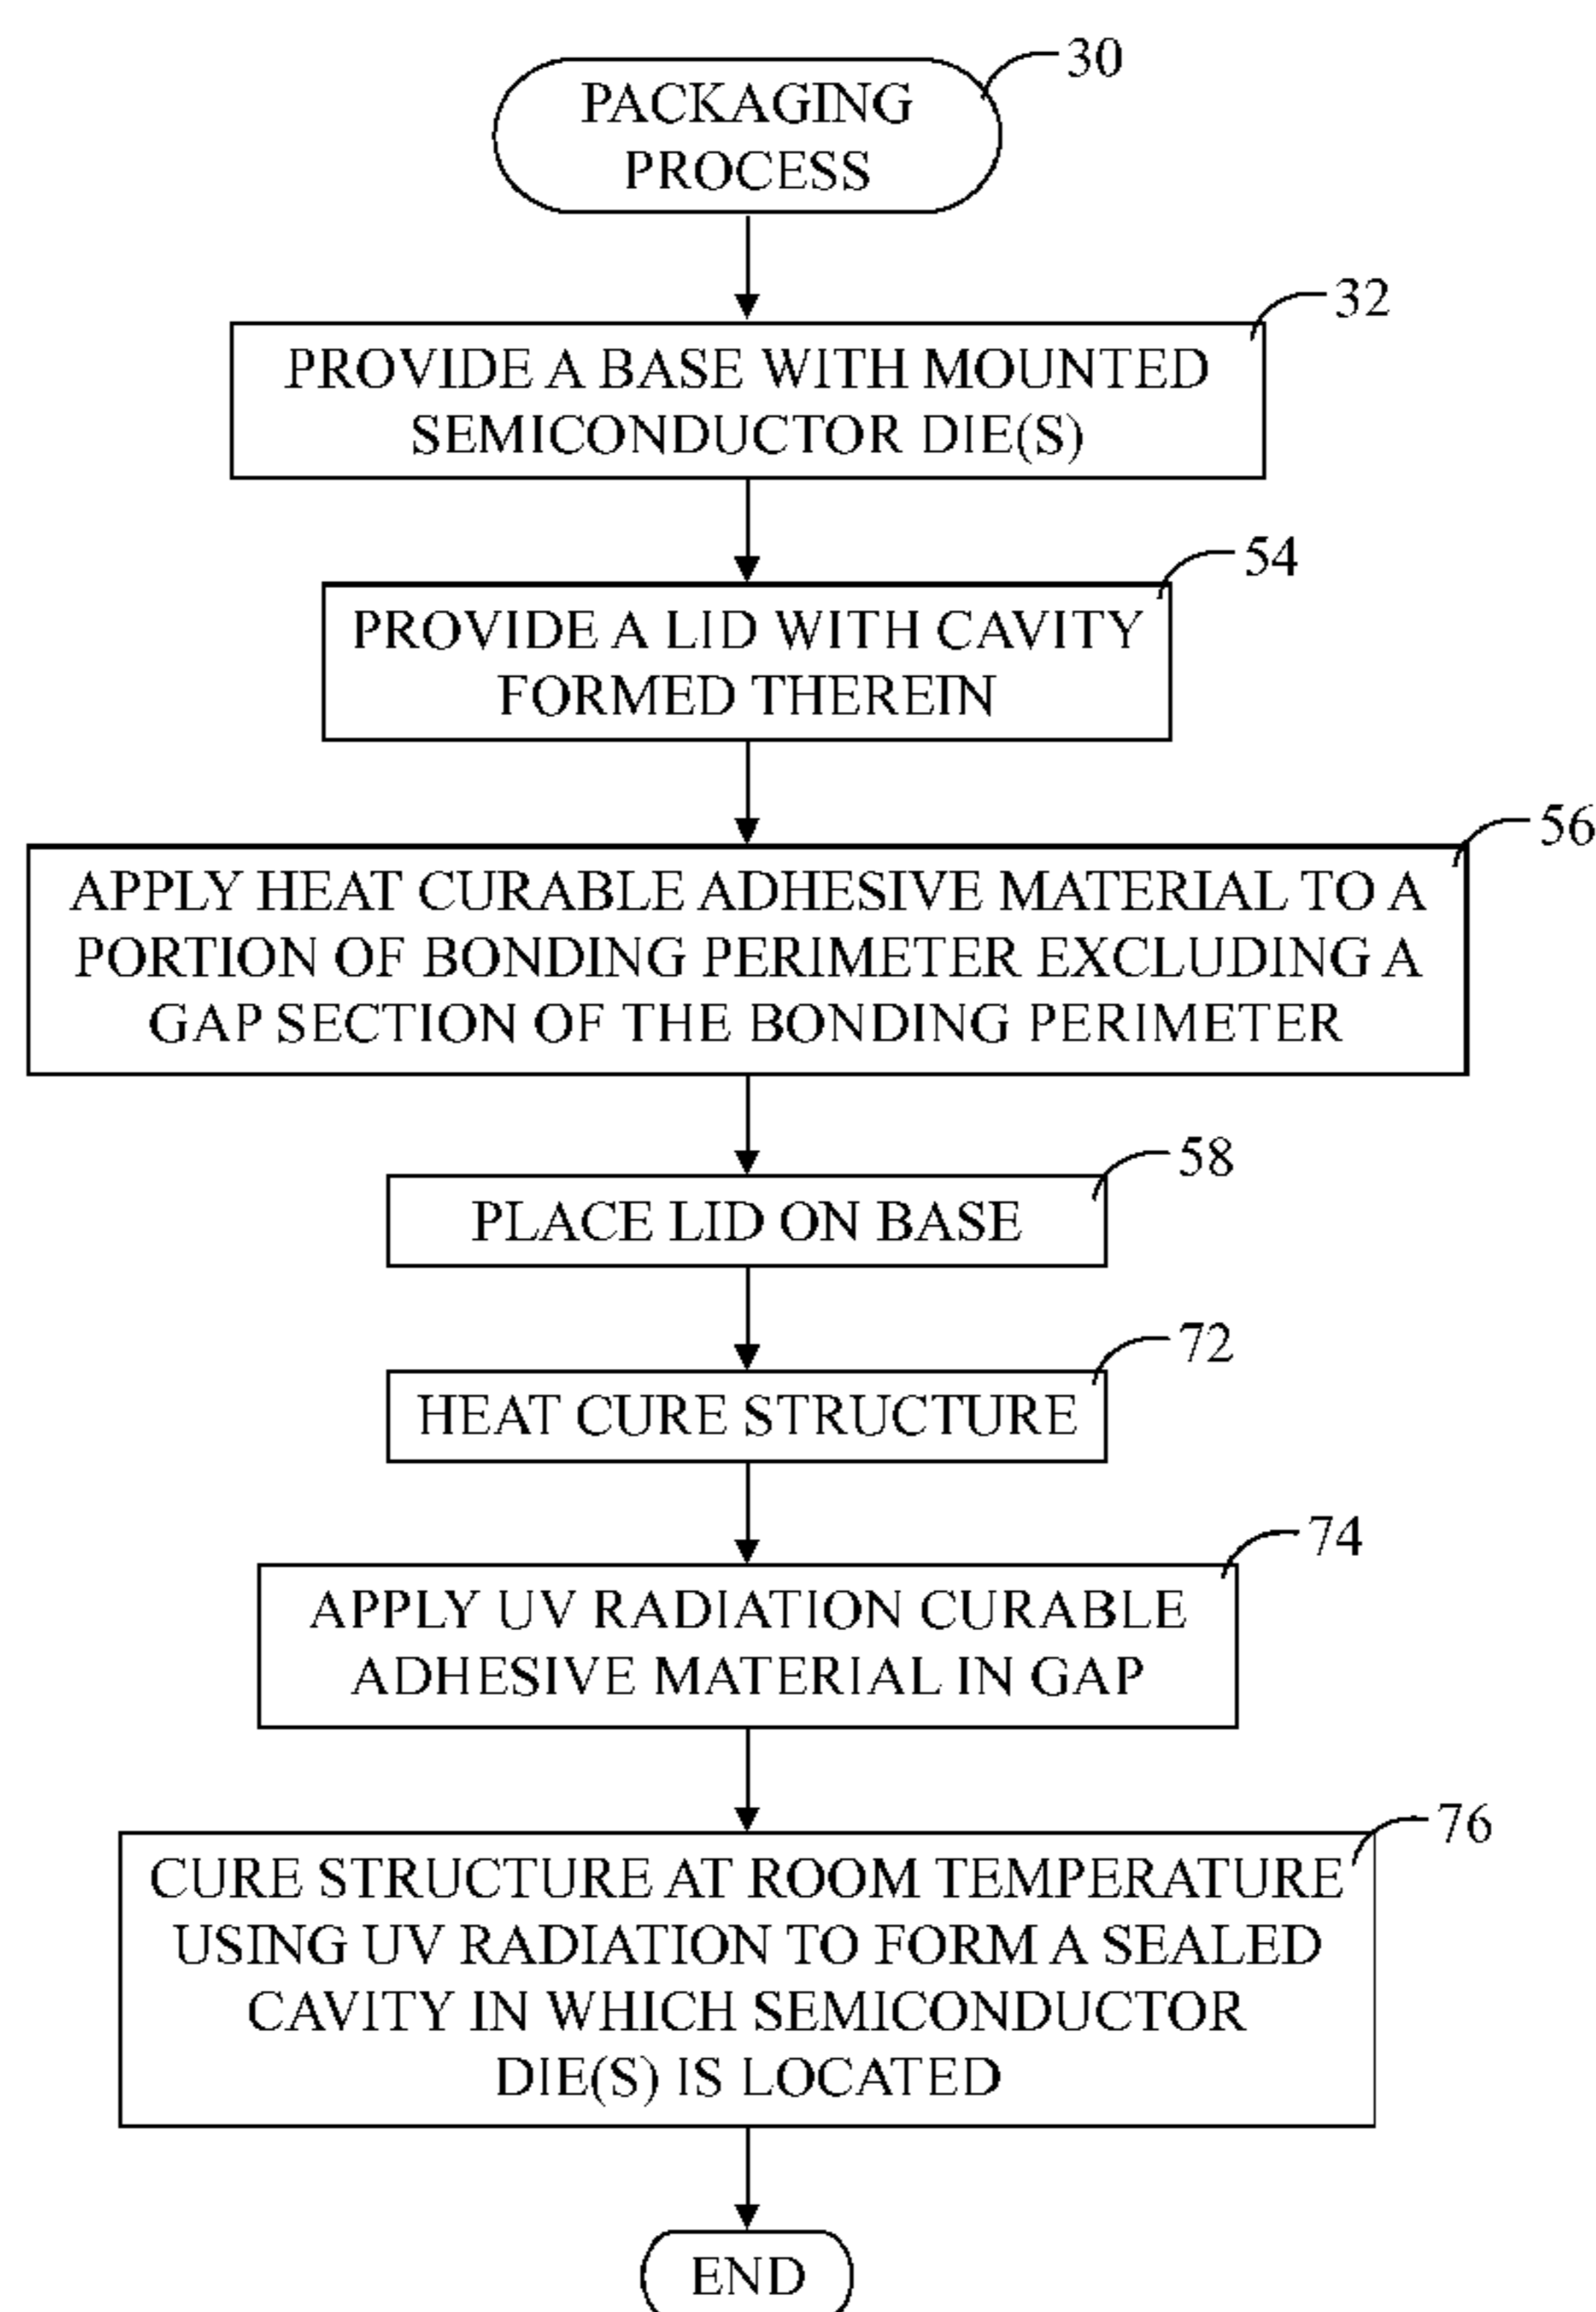 30
PACKAGING
PROCESS
32
PROVIDE A BASE WITH MOUNTED
SEMICONDUCTOR DIE(S)
54
PROVIDE A LID WITH CAVITY
FORMED THEREIN
56
APPLY HEAT CURABLE ADHESIVE MATERIAL TO A
PORTION OF BONDING PERIMETER EXCLUDING A
GAP SECTION OF THE BONDING PERIMETER
58
PLACE LID ON BASE
72
HEAT CURE STRUCTURE
74
APPLY UV RADIATION CURABLE
ADHESIVE MATERIAL IN GAP
76
CURE STRUCTURE AT ROOM TEMPERATURE
USING UV RADIATION TO FORM A SEALED
CAVITY IN WHICH SEMICONDUCTOR
DIE(S) IS LOCATED
END